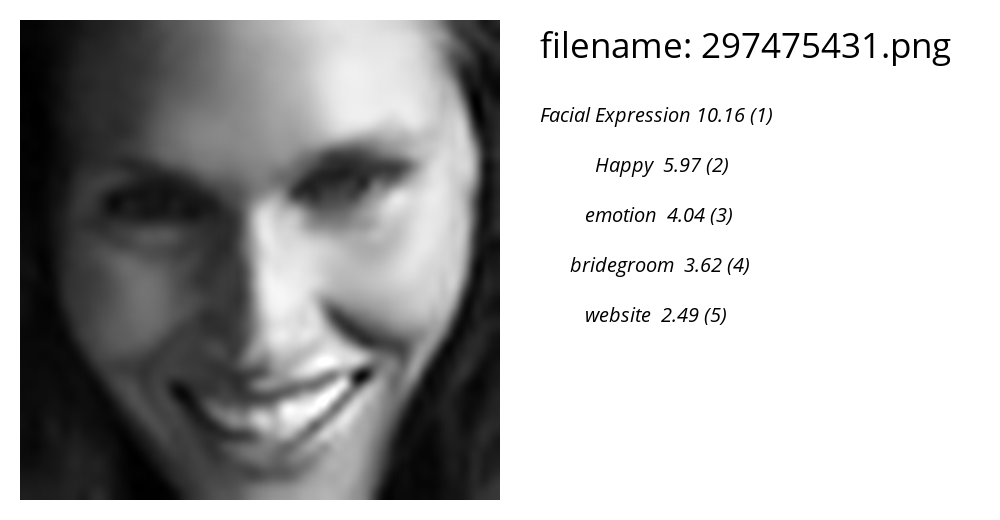 filename: 297475431.png
Facial Expression 10.16 (1)
Happy 5.97 (2)
emotion 4.04 (3)
bridegroom 3.62 (4)
website 2.49 (5)